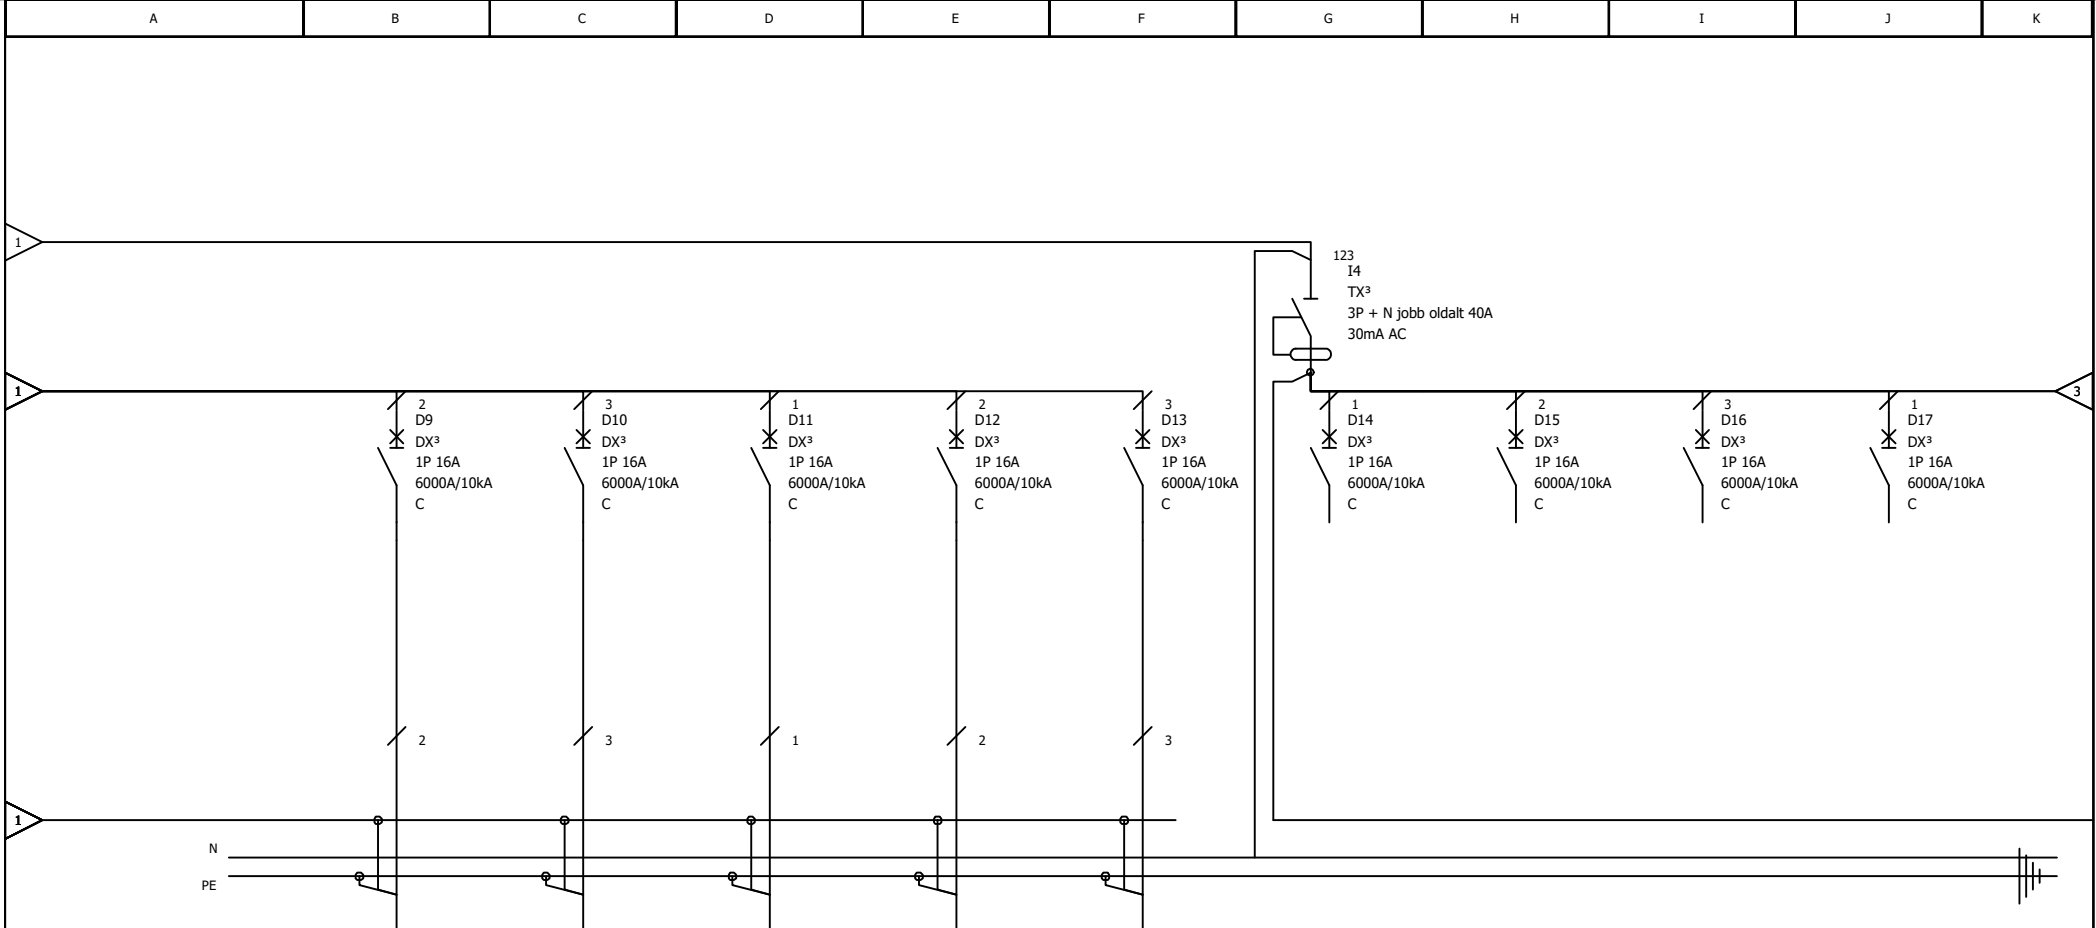 A B C D E F G H I J K
1
123
I4
TX³
3P + N jobb oldalt 40A
30mA AC
1
3
2
D9
DX³
1P 16A
6000A/10kA
C
3
D10
DX³
1P 16A
6000A/10kA
C
1
D11
DX³
1P 16A
6000A/10kA
C
2
D12
DX³
1P 16A
6000A/10kA
C
3
D13
DX³
1P 16A
6000A/10kA
C
1
D14
DX³
1P 16A
6000A/10kA
C
2
D15
DX³
1P 16A
6000A/10kA
C
3
D16
DX³
1P 16A
6000A/10kA
C
1
D17
DX³
1P 16A
6000A/10kA
C
2 3 1 2 3
1
N
PE